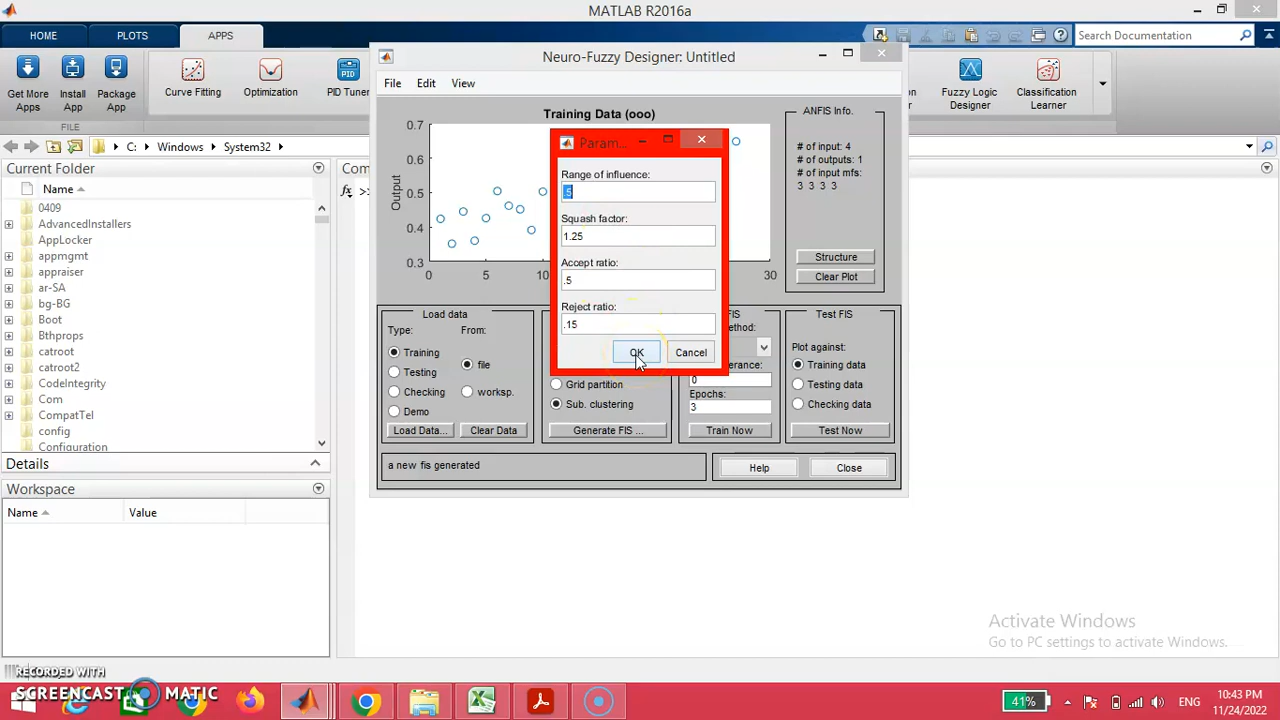 MATLAB R2016a
HOME PLOTS APPS
Search Documentation
Get More Apps
Install App
Package App
Curve Fitting
Optimization
PID Tuner
Fuzzy Logic Designer
Classification Learner
FILE
C: Windows System32
Current Folder
Name
0409
AdvancedInstallers
AppLocker
appmgmt
appraiser
ar-SA
bg-BG
Boot
Bthprops
catroot
catroot2
CodeIntegrity
Com
CompatTel
config
Configuration
Details
Workspace
Name Value
fx >>
Neuro-Fuzzy Designer: Untitled
File Edit View
Training Data (ooo)
Output
0.7
0.6
0.5
0.4
0.3
0 5 10 30
ANFIS Info.
# of input: 4
# of outputs: 1
# of input mfs:
3 3 3 3
Structure
Clear Plot
Param...
Range of influence:
.5
Squash factor:
1.25
Accept ratio:
.5
Reject ratio:
.15
OK Cancel
Load data
Type: From:
Training
Testing
Checking
Demo
file
worksp.
Load Data... Clear Data
Grid partition
Sub. clustering
Generate FIS ...
0
Epochs:
3
Train Now
Test FIS
Plot against:
Training data
Testing data
Checking data
Test Now
a new fis generated
Help Close
Activate Windows
Go to PC settings to activate Windows.
RECORDED WITH
SCREENCAST MATIC
41%
ENG
10:43 PM
11/24/2022